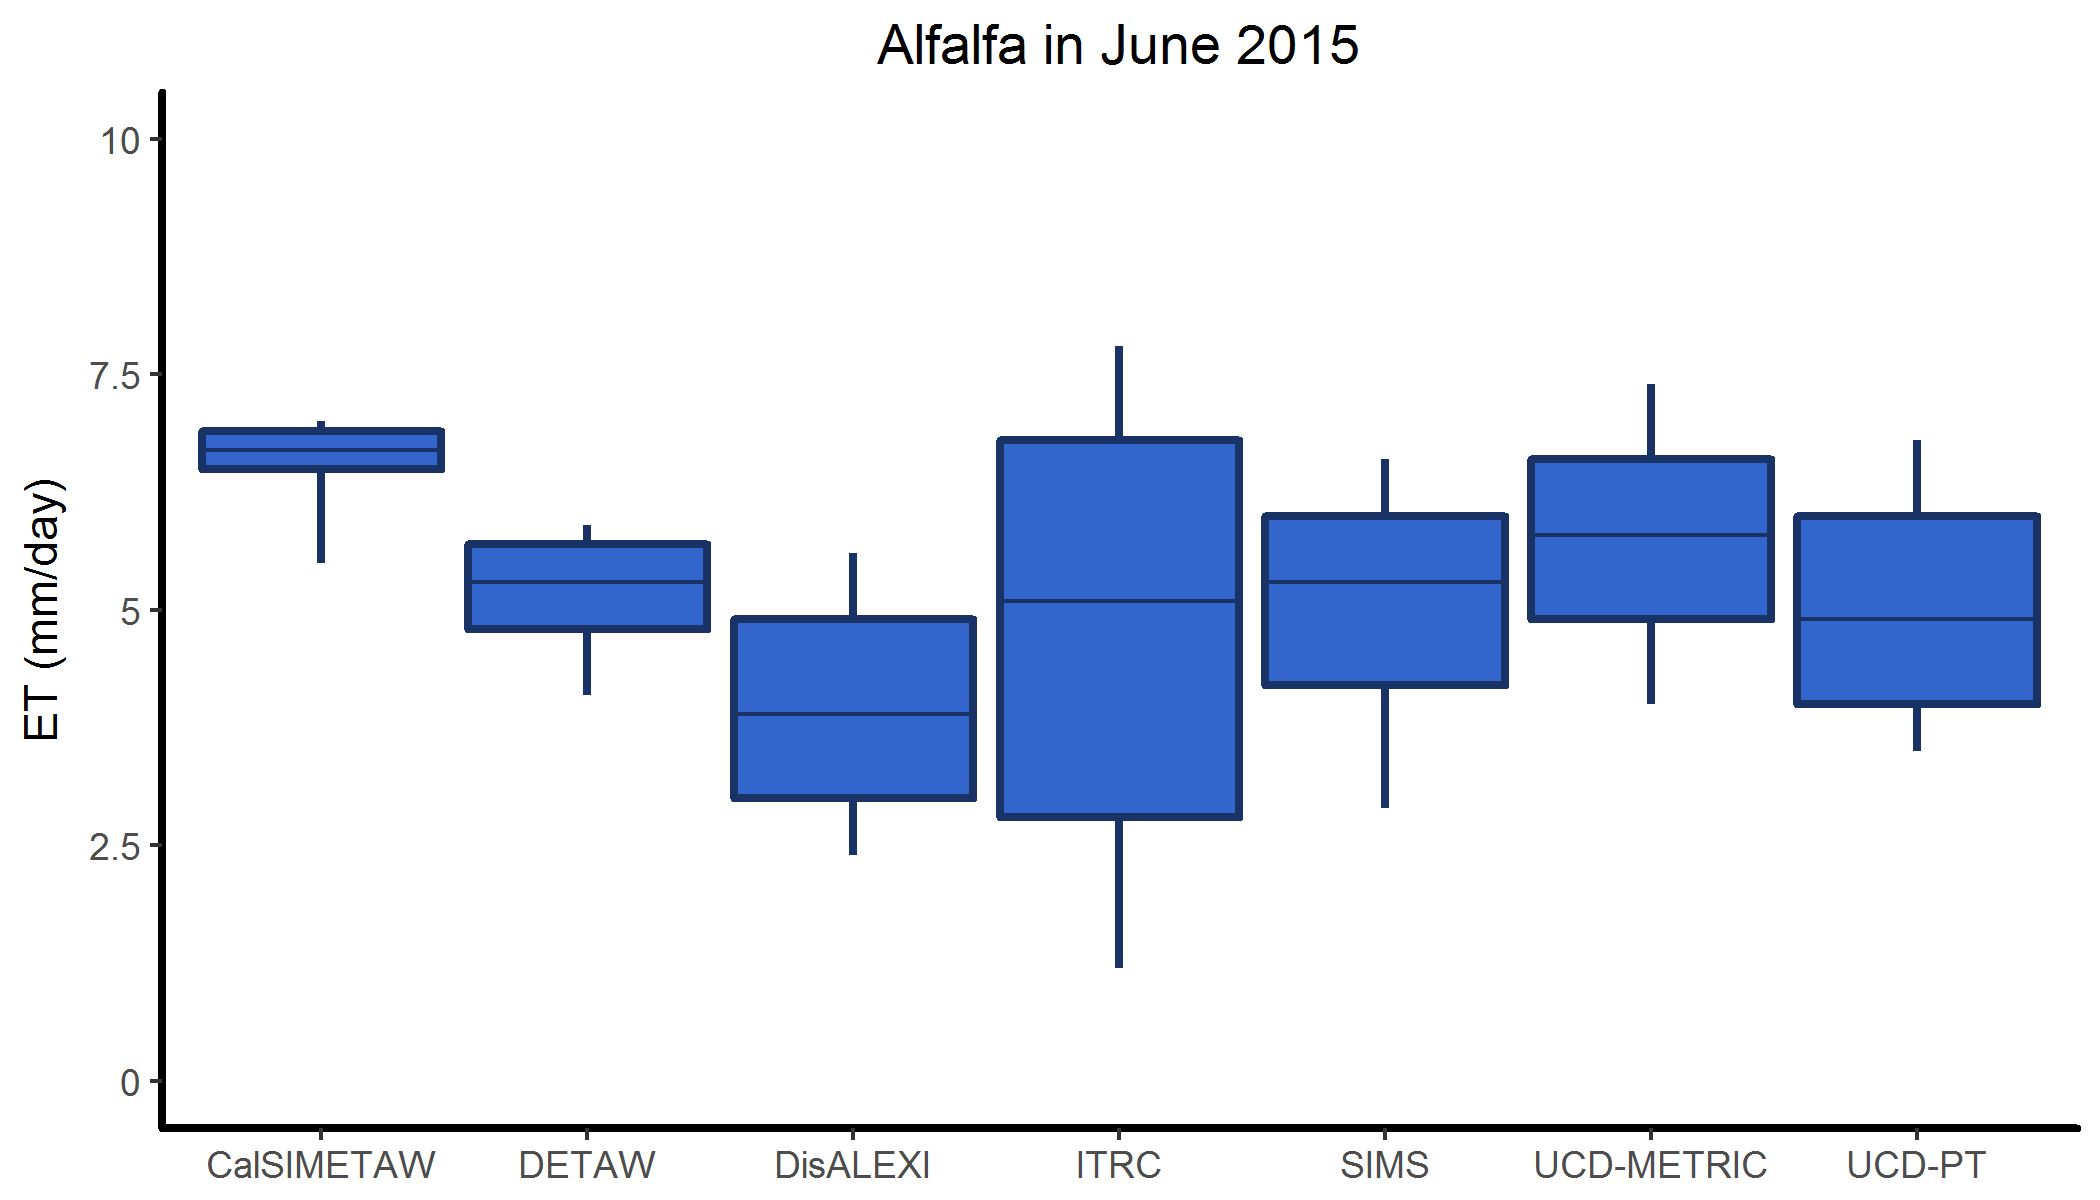 Alfalfa in June 2015
ET (mm/day)
10
7.5
5
2.5
0
CalSIMETAW DETAW DisALEXI ITRC SIMS UCD-METRIC UCD-PT